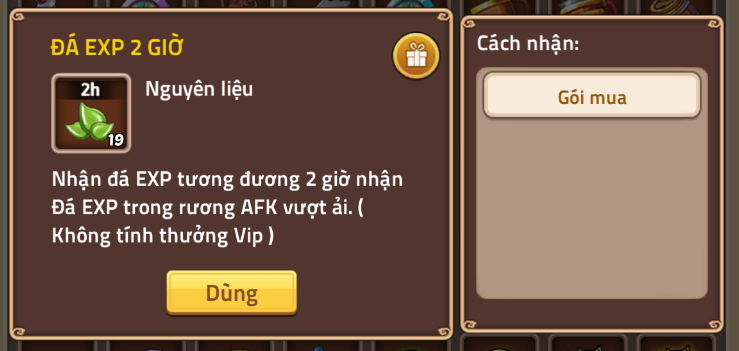 ĐÁ EXP 2 GIỜ
2h
19
Nguyên liệu
Nhận đá EXP tương đương 2 giờ nhận
Đá EXP trong rương AFK vượt ải. (
Không tính thưởng Vip )
Dùng
Cách nhận:
Gói mua